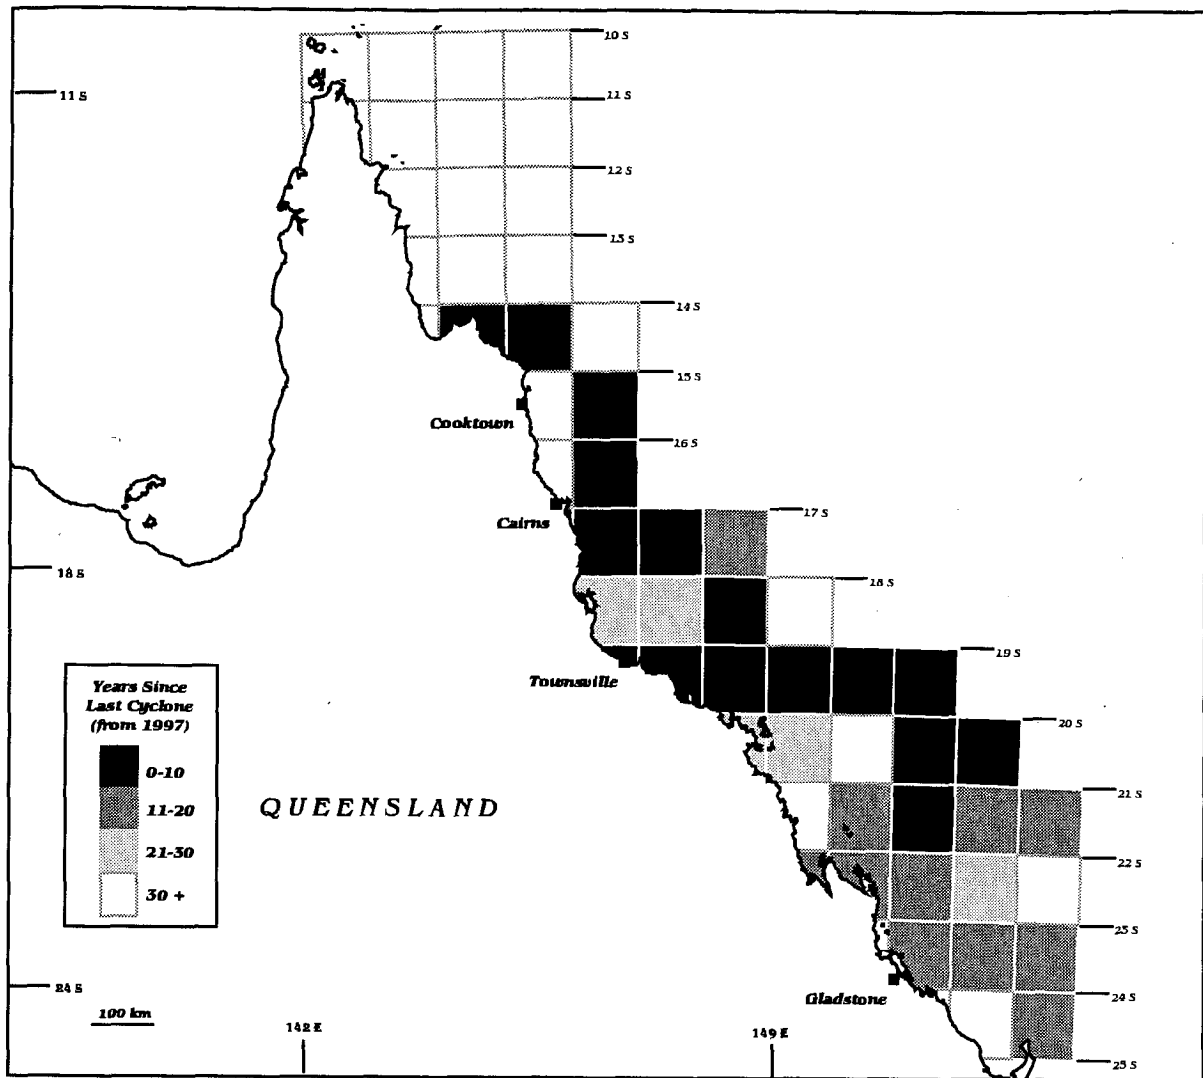 10 S
11 S
11 S
12 S
13 S
14 S
15 S
Cooktown
16 S
Cairns
17 S
18 S
18 S
19 S
Townsville
Years Since
Last Cyclone
(from 1997)
0-10
11-20
21-30
30 +
20 S
QUEENSLAND
21 S
22 S
23 S
24 S
Gladstone
24 S
100 km
142 E
149 E
25 S